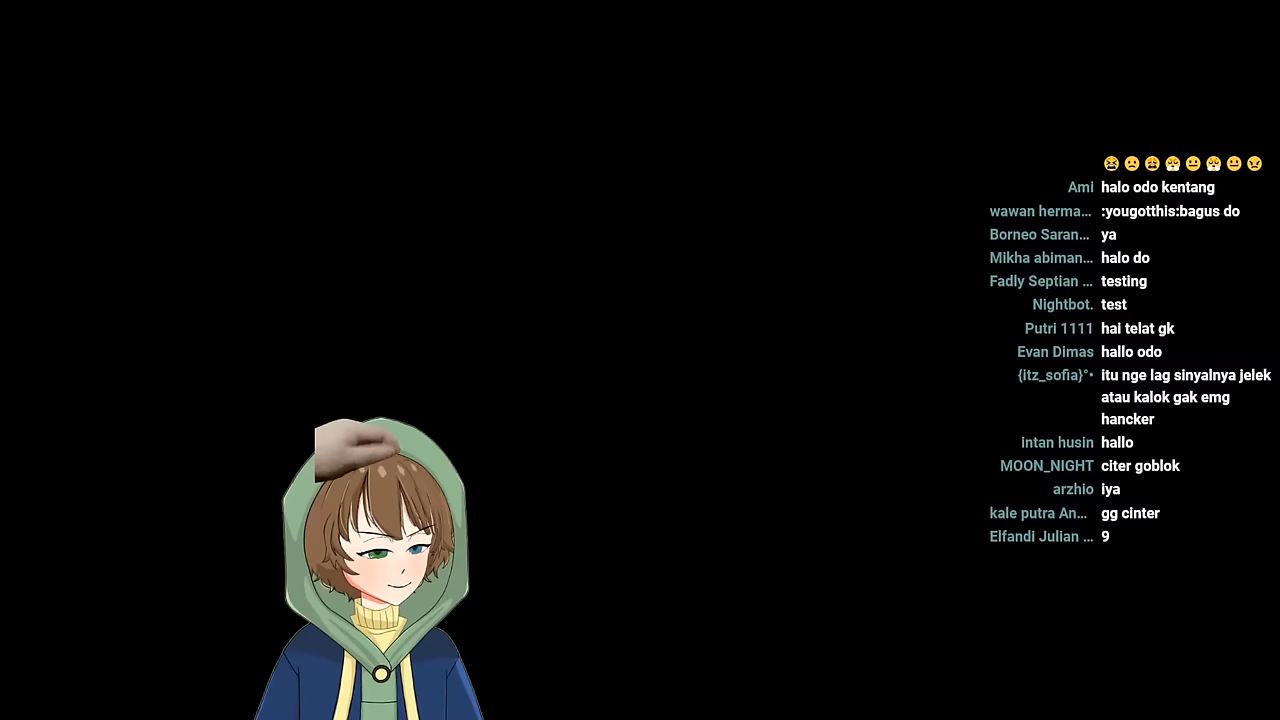 😫😐😩😤😐😤😐😠
Ami halo odo kentang
wawan herma... :yougotthis:bagus do
Borneo Saran... ya
Mikha abiman... halo do
Fadly Septian ... testing
Nightbot. test
Putri 1111 hai telat gk
Evan Dimas hallo odo
{itz_sofia}°• itu nge lag sinyalnya jelek
atau kalok gak emg
hancker
intan husin hallo
MOON_NIGHT citer goblok
arzhio iya
kale putra An... gg cinter
Elfandi Julian ... 9